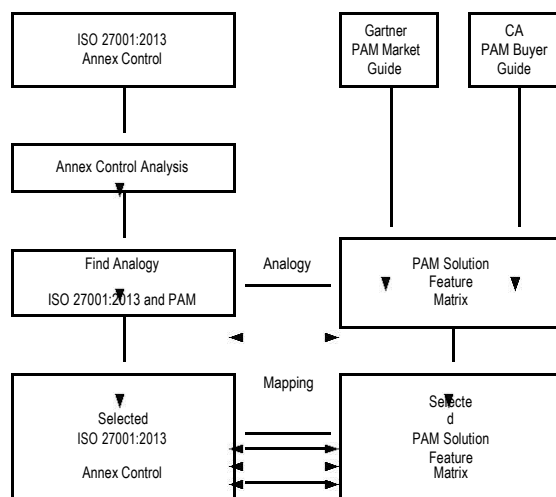 ISO 27001:2013
Annex Control
Gartner
PAM Market
Guide
CA
PAM Buyer
Guide
Annex Control Analysis
Find Analogy
ISO 27001:2013 and PAM
Analogy
PAM Solution
Feature
Matrix
Mapping
Selected
ISO 27001:2013
Annex Control
Selecte
d
PAM Solution
Feature
Matrix